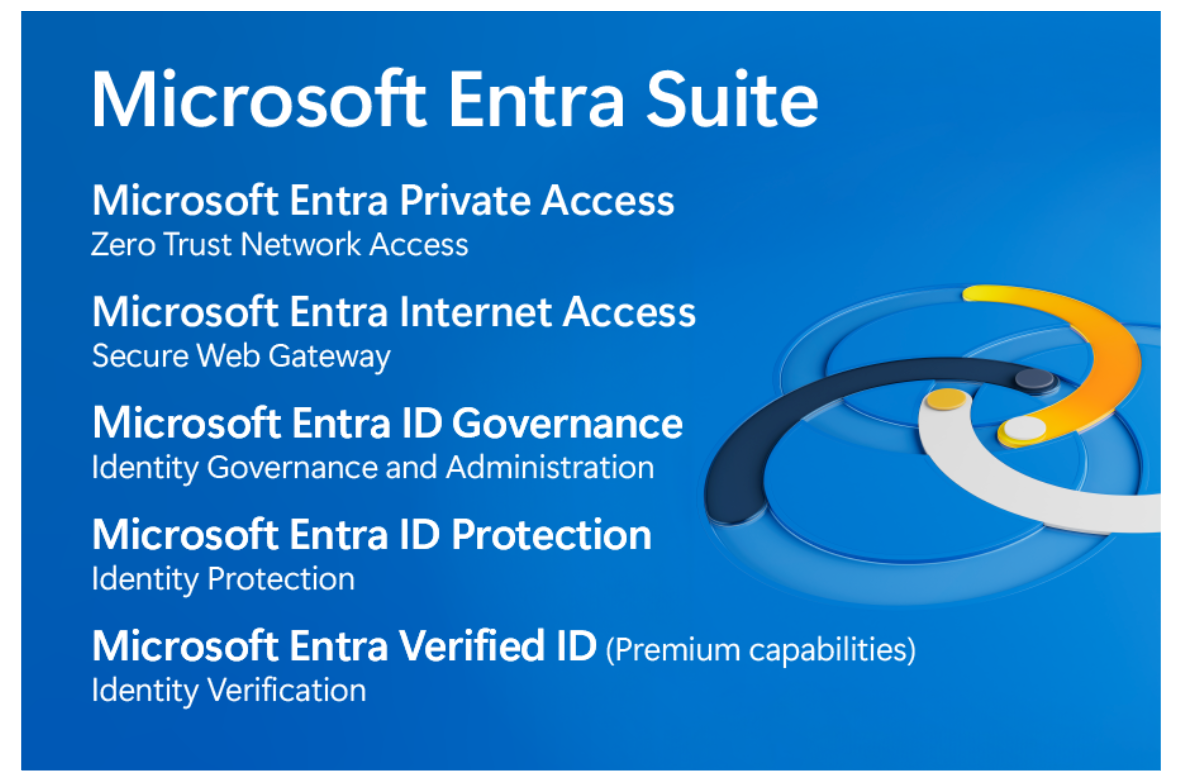 Microsoft Entra Suite
Microsoft Entra Private Access
Zero Trust Network Access
Microsoft Entra Internet Access
Secure Web Gateway
Microsoft Entra ID Governance
Identity Governance and Administration
Microsoft Entra ID Protection
Identity Protection
Microsoft Entra Verified ID (Premium capabilities)
Identity Verification